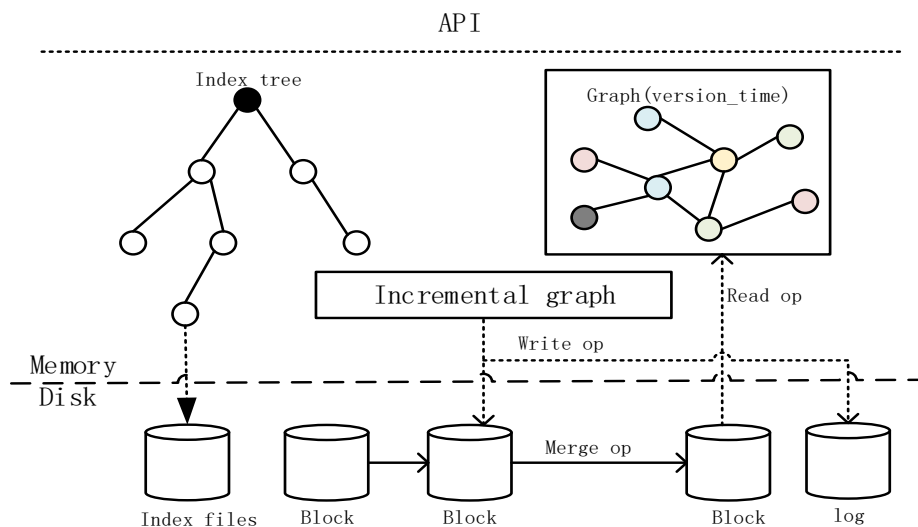 API
Index tree
Graph(version_time)
Incremental graph
Read op
Write op
Memory
Disk
Merge op
Index files
Block
Block
Block
log